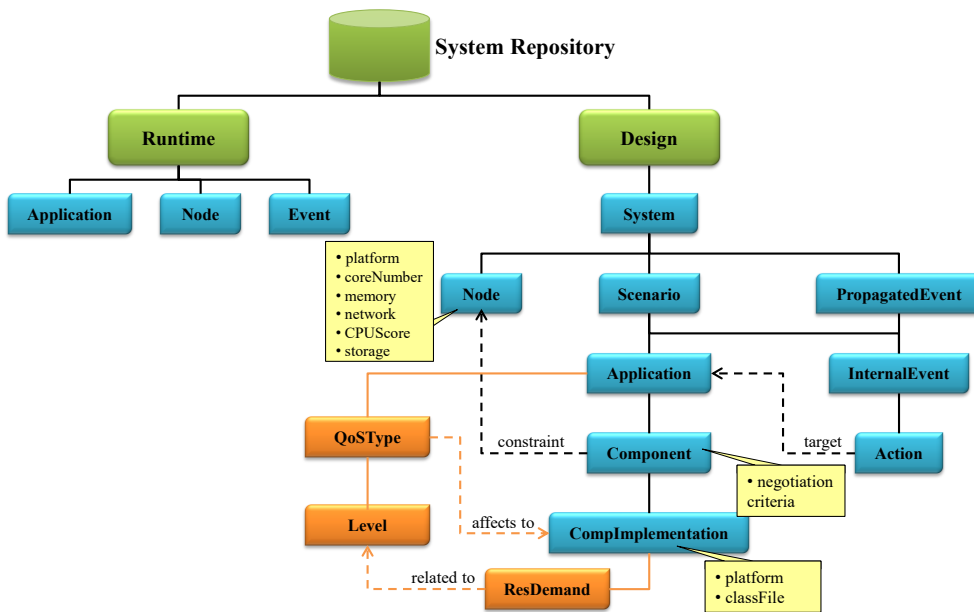 System Repository
Runtime
Design
Application
Node
Event
System
• platform
• coreNumber
• memory
• network
• CPUScore
• storage
Node
Scenario
PropagatedEvent
Application
InternalEvent
QoSType
constraint
Component
target
Action
• negotiation
criteria
Level
affects to
CompImplementation
related to
ResDemand
• platform
• classFile